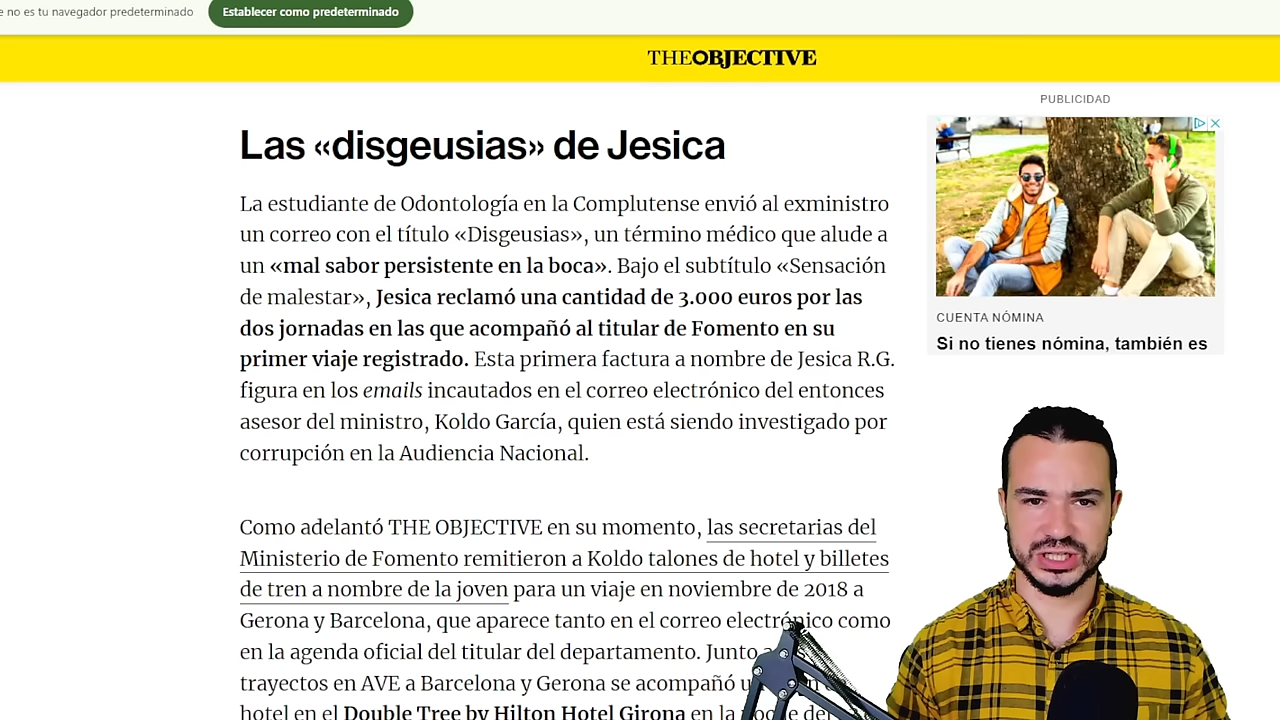 e no es tu navegador predeterminado
Establecer como predeterminado
THEOBJECTIVE
PUBLICIDAD
Las «disgeusias» de Jesica
La estudiante de Odontología en la Complutense envió al exministro
un correo con el título «Disgeusias», un término médico que alude a
un «mal sabor persistente en la boca». Bajo el subtítulo «Sensación
de malestar», Jesica reclamó una cantidad de 3.000 euros por las
dos jornadas en las que acompañó al titular de Fomento en su
primer viaje registrado. Esta primera factura a nombre de Jesica R.G.
figura en los emails incautados en el correo electrónico del entonces
asesor del ministro, Koldo García, quien está siendo investigado por
corrupción en la Audiencia Nacional.
Como adelantó THE OBJECTIVE en su momento, las secretarias del
Ministerio de Fomento remitieron a Koldo talones de hotel y billetes
de tren a nombre de la joven para un viaje en noviembre de 2018 a
Gerona y Barcelona, que aparece tanto en el correo electrónico como
en la agenda oficial del titular del departamento. Junto
trayectos en AVE a Barcelona y Gerona se acompañó
hotel en el Double Tree by Hilton Hotel Girona en la noche del
CUENTA NÓMINA
Si no tienes nómina, también es